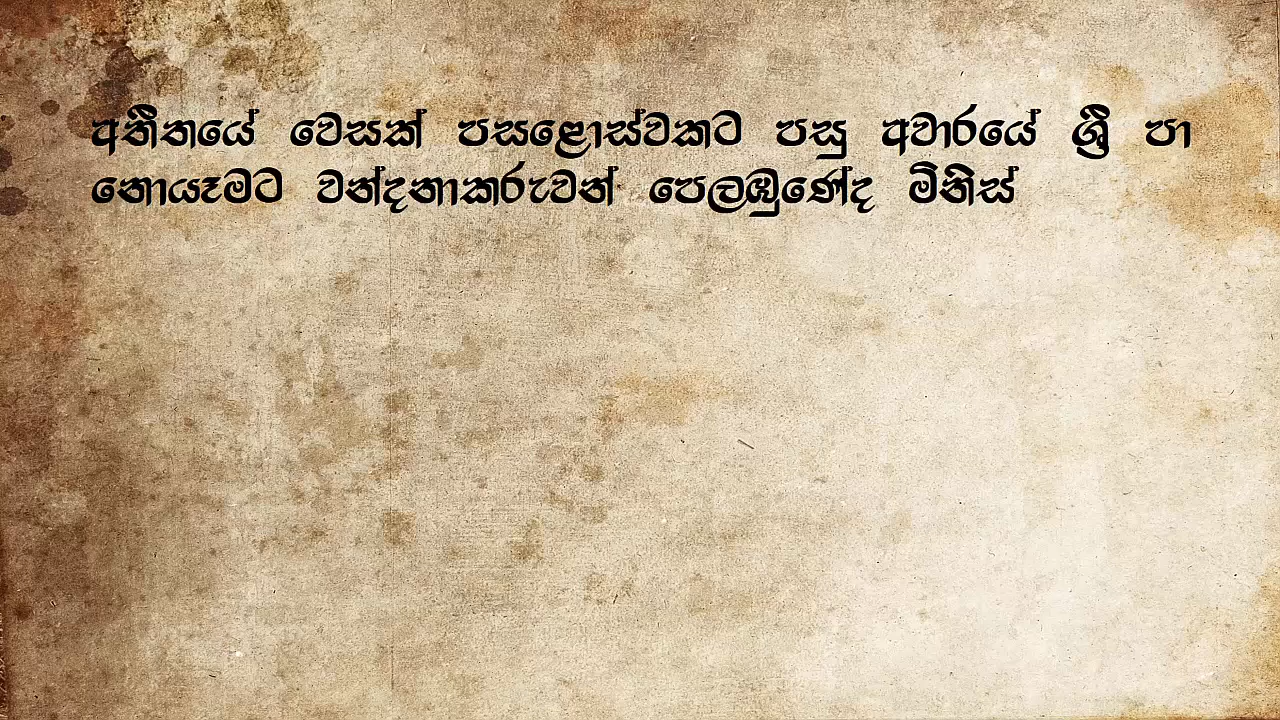 අතීතයේ වෙසක් පසළොස්වකට පසු අවාරයේ ශ්‍රී පා
නොයෑමට වන්දනාකරුවන් පෙලඹුණේද මිනිස්